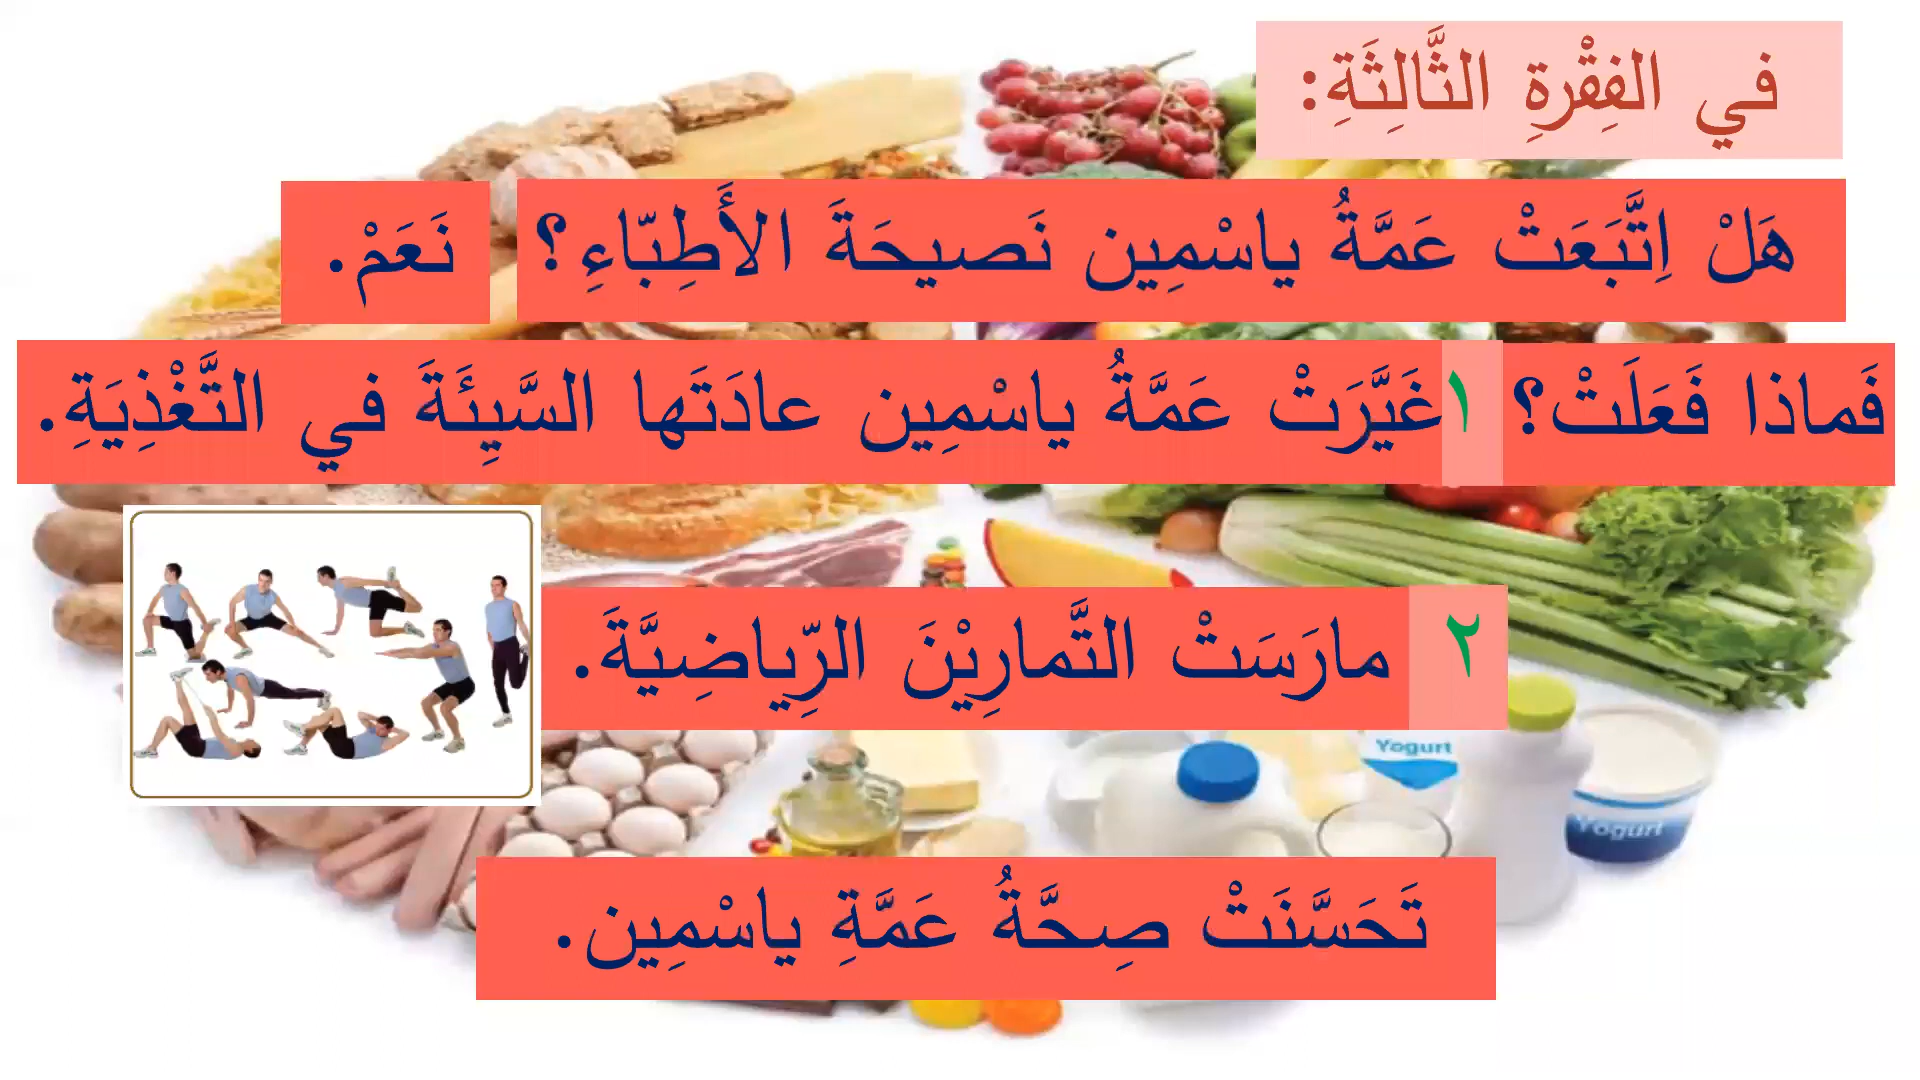 في الفِقْرةِ الثَّالِثَةِ:
هَلْ اِتَّبَعَتْ عَمَّةُ ياسْمِين نَصيحَةَ الأَطِبّاءِ؟ نَعَمْ.
فَماذا فَعَلَتْ؟ ١ غَيَّرَتْ عَمَّةُ ياسْمِين عادَتَها السَّيِئَةَ في التَّغْذِيَةِ.
٢ مارَسَتْ التَّمارِيْنَ الرِّياضِيَّةَ.
Yogurt
Yogurt
تَحَسَّنَتْ صِحَّةُ عَمَّةِ ياسْمِين.